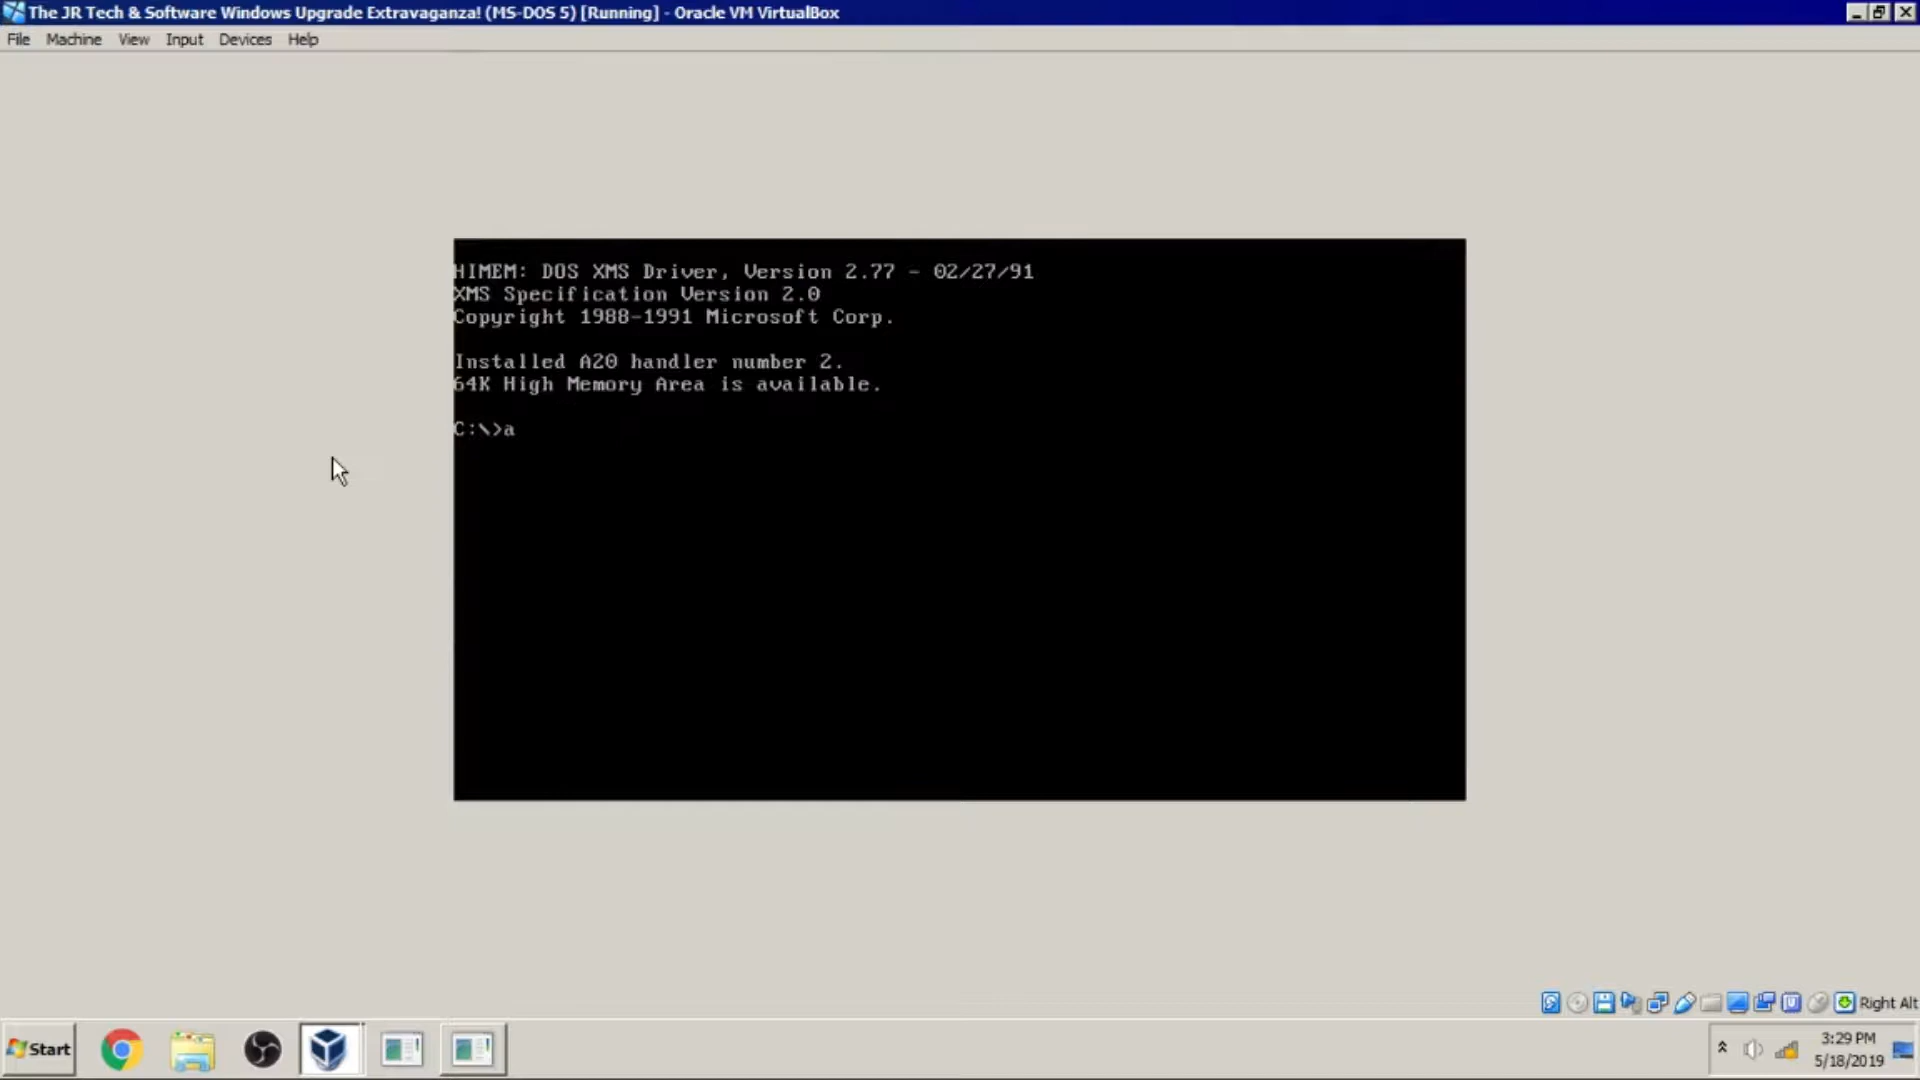 The JR Tech & Software Windows Upgrade Extravaganza! (MS-DOS 5) [Running] - Oracle VM VirtualBox
File Machine View Input Devices Help
HIMEM: DOS XMS Driver, Version 2.77 - 02/27/91
XMS Specification Version 2.0
Copyright 1988-1991 Microsoft Corp.
Installed A20 handler number 2.
64K High Memory Area is available.
C:\>a
Right Alt
Start
3:29 PM
5/18/2019